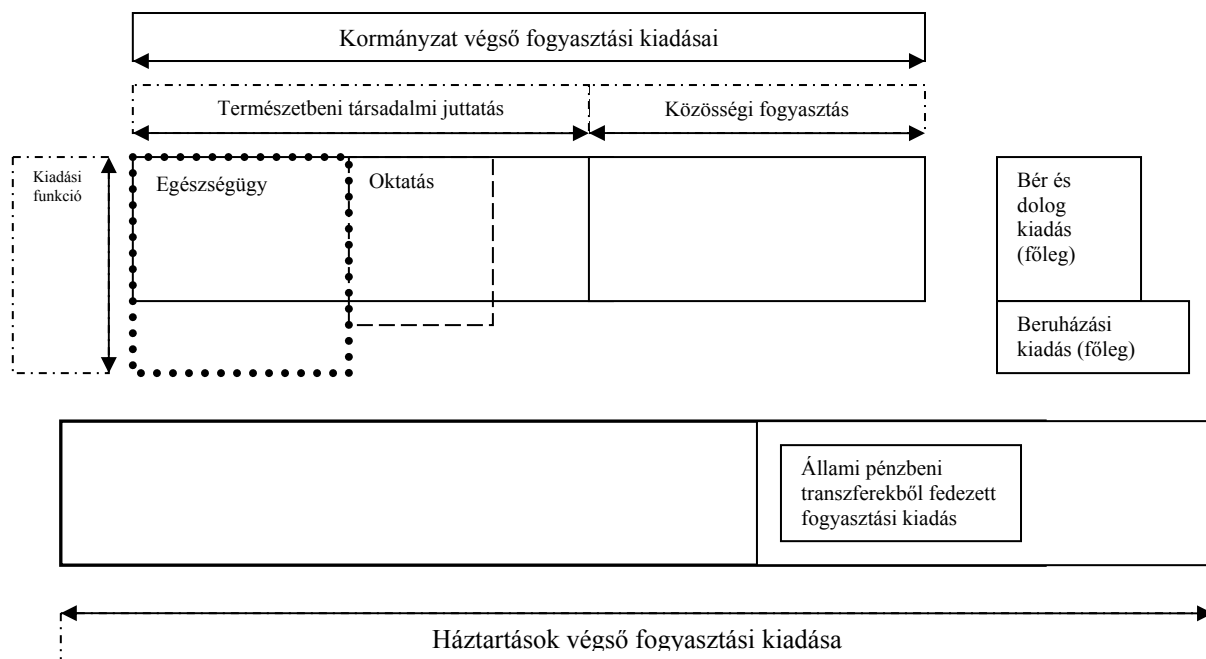 Kormányzat végső fogyasztási kiadásai
Természetbeni társadalmi juttatás
Közösségi fogyasztás
Kiadási
funkció
Egészségügy
Oktatás
Bér és
dolog
kiadás
(főleg)
Beruházási
kiadás (főleg)
Állami pénzbeni
transzferekből fedezett
fogyasztási kiadás
Háztartások végső fogyasztási kiadása